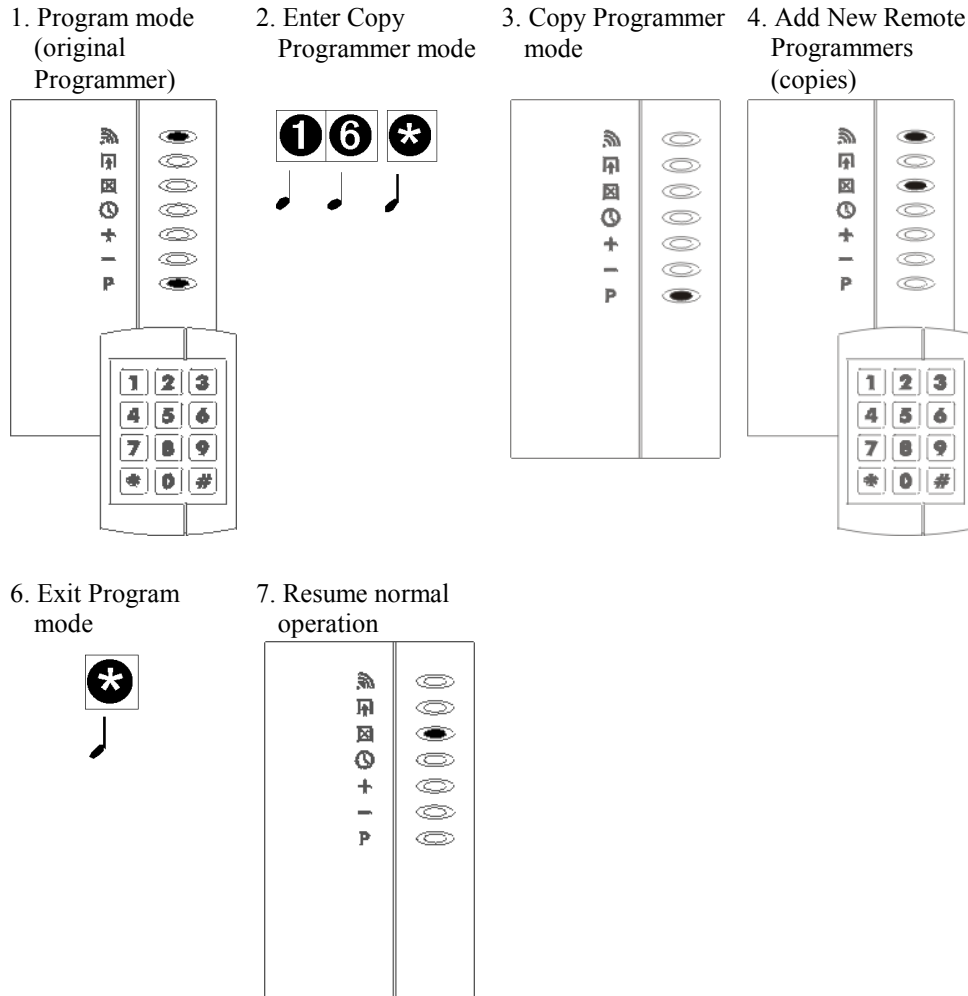 1. Program mode
(original
Programmer)
2. Enter Copy
Programmer mode
3. Copy Programmer
mode
4. Add New Remote
Programmers
(copies)
1 6 *
P
P
P
1 2 3
4 5 6
7 8 9
* 0 #
1 2 3
4 5 6
7 8 9
* 0 #
6. Exit Program
mode
7. Resume normal
operation
*
P